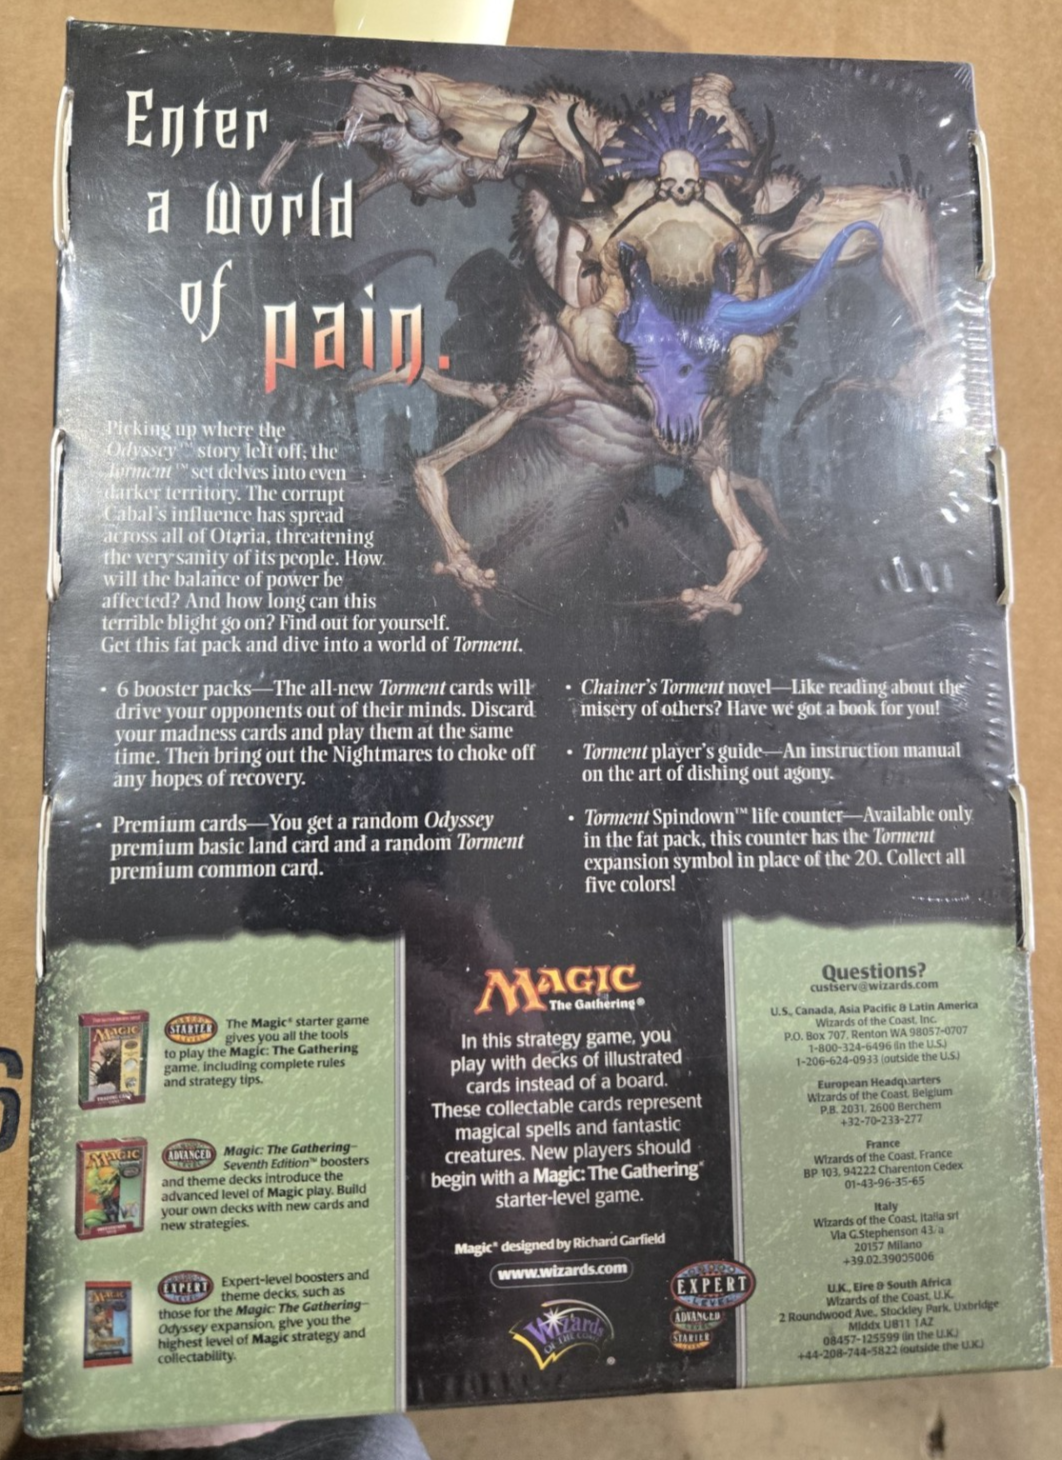 Enter
a world
of pain.
Picking up where the
Odyssey™ story left off, the
Torment™ set delves into even
darker territory. The corrupt
Cabal's influence has spread
across all of Otaria, threatening
the very sanity of its people. How
will the balance of power be
affected? And how long can this
terrible blight go on? Find out for yourself.
Get this fat pack and dive into a world of Torment.
• 6 booster packs—The all-new Torment cards will
drive your opponents out of their minds. Discard
your madness cards and play them at the same
time. Then bring out the Nightmares to choke off
any hopes of recovery.
• Premium cards—You get a random Odyssey
premium basic land card and a random Torment
premium common card.
• Chainer's Torment novel—Like reading about the
misery of others? Have we got a book for you!
• Torment player's guide—An instruction manual
on the art of dishing out agony.
• Torment Spindown™ life counter—Available only
in the fat pack, this counter has the Torment
expansion symbol in place of the 20. Collect all
five colors!
MAGIC
STARTER
LEVEL
The Magic® starter game
gives you all the tools
to play the Magic: The Gathering
game, including complete rules
and strategy tips.
MAGIC
ADVANCED
LEVEL
Magic: The Gathering–
Seventh Edition™ boosters
and theme decks introduce the
advanced level of Magic play. Build
your own decks with new cards and
new strategies.
MAGIC
EXPERT
LEVEL
Expert-level boosters and
theme decks, such as
those for the Magic: The Gathering–
Odyssey expansion, give you the
highest level of Magic strategy and
collectability.
MAGIC
The Gathering®
In this strategy game, you
play with decks of illustrated
cards instead of a board.
These collectable cards represent
magical spells and fantastic
creatures. New players should
begin with a Magic: The Gathering®
starter-level game.
Magic® designed by Richard Garfield
www.wizards.com
Wizards
OF THE COAST
®
EXPERT
LEVEL
ADVANCED
STARTER
Questions?
custserv@wizards.com
U.S., Canada, Asia Pacific & Latin America
Wizards of the Coast, Inc.
P.O. Box 707, Renton WA 98057-0707
1-800-324-6496 (in the U.S.)
1-206-624-0933 (outside the U.S.)
European Headquarters
Wizards of the Coast, Belgium
P.B. 2031, 2600 Berchem
+32-70-233-277
France
Wizards of the Coast, France
BP 103, 94222 Charenton Cedex
01-43-96-35-65
Italy
Wizards of the Coast, Italia srl
Via G.Stephenson 43/a
20157 Milano
+39.02.39005006
U.K., Eire & South Africa
Wizards of the Coast, U.K.
2 Roundwood Ave., Stockley Park, Uxbridge
Middx UB11 1AZ
08457-125599 (in the U.K.)
+44-208-744-5822 (outside the U.K.)